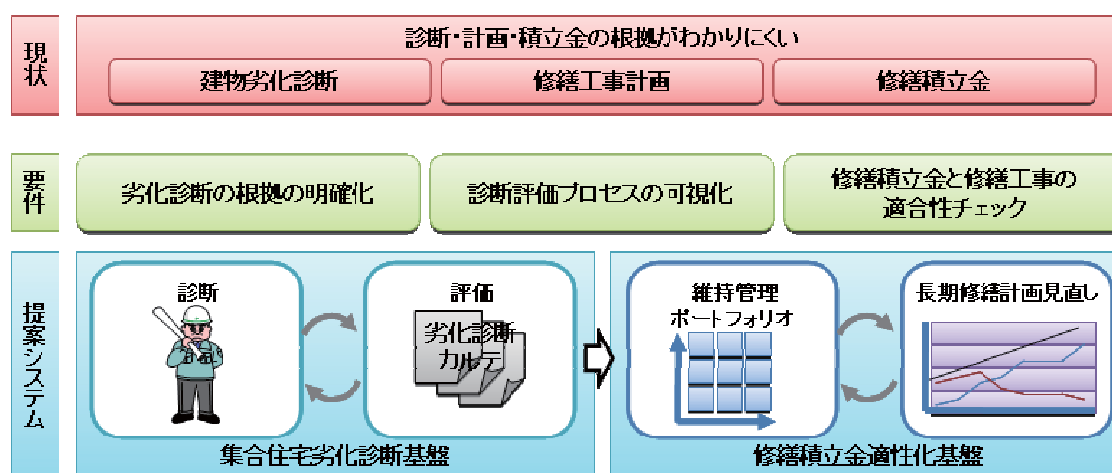 現状
診断・計画・積立金の根拠がわかりにくい
建物劣化診断
修繕工事計画
修繕積立金
要件
劣化診断の根拠の明確化
診断評価プロセスの可視化
修繕積立金と修繕工事の
適合性チェック
提案システム
診断
評価
劣化診断
カルテ
集合住宅劣化診断基盤
維持管理
ポートフォリオ
長期修繕計画見直し
修繕積立金適性化基盤